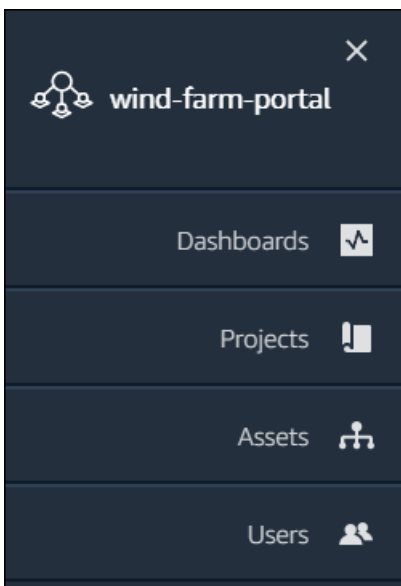 wind-farm-portal
Dashboards
Projects
Assets
Users